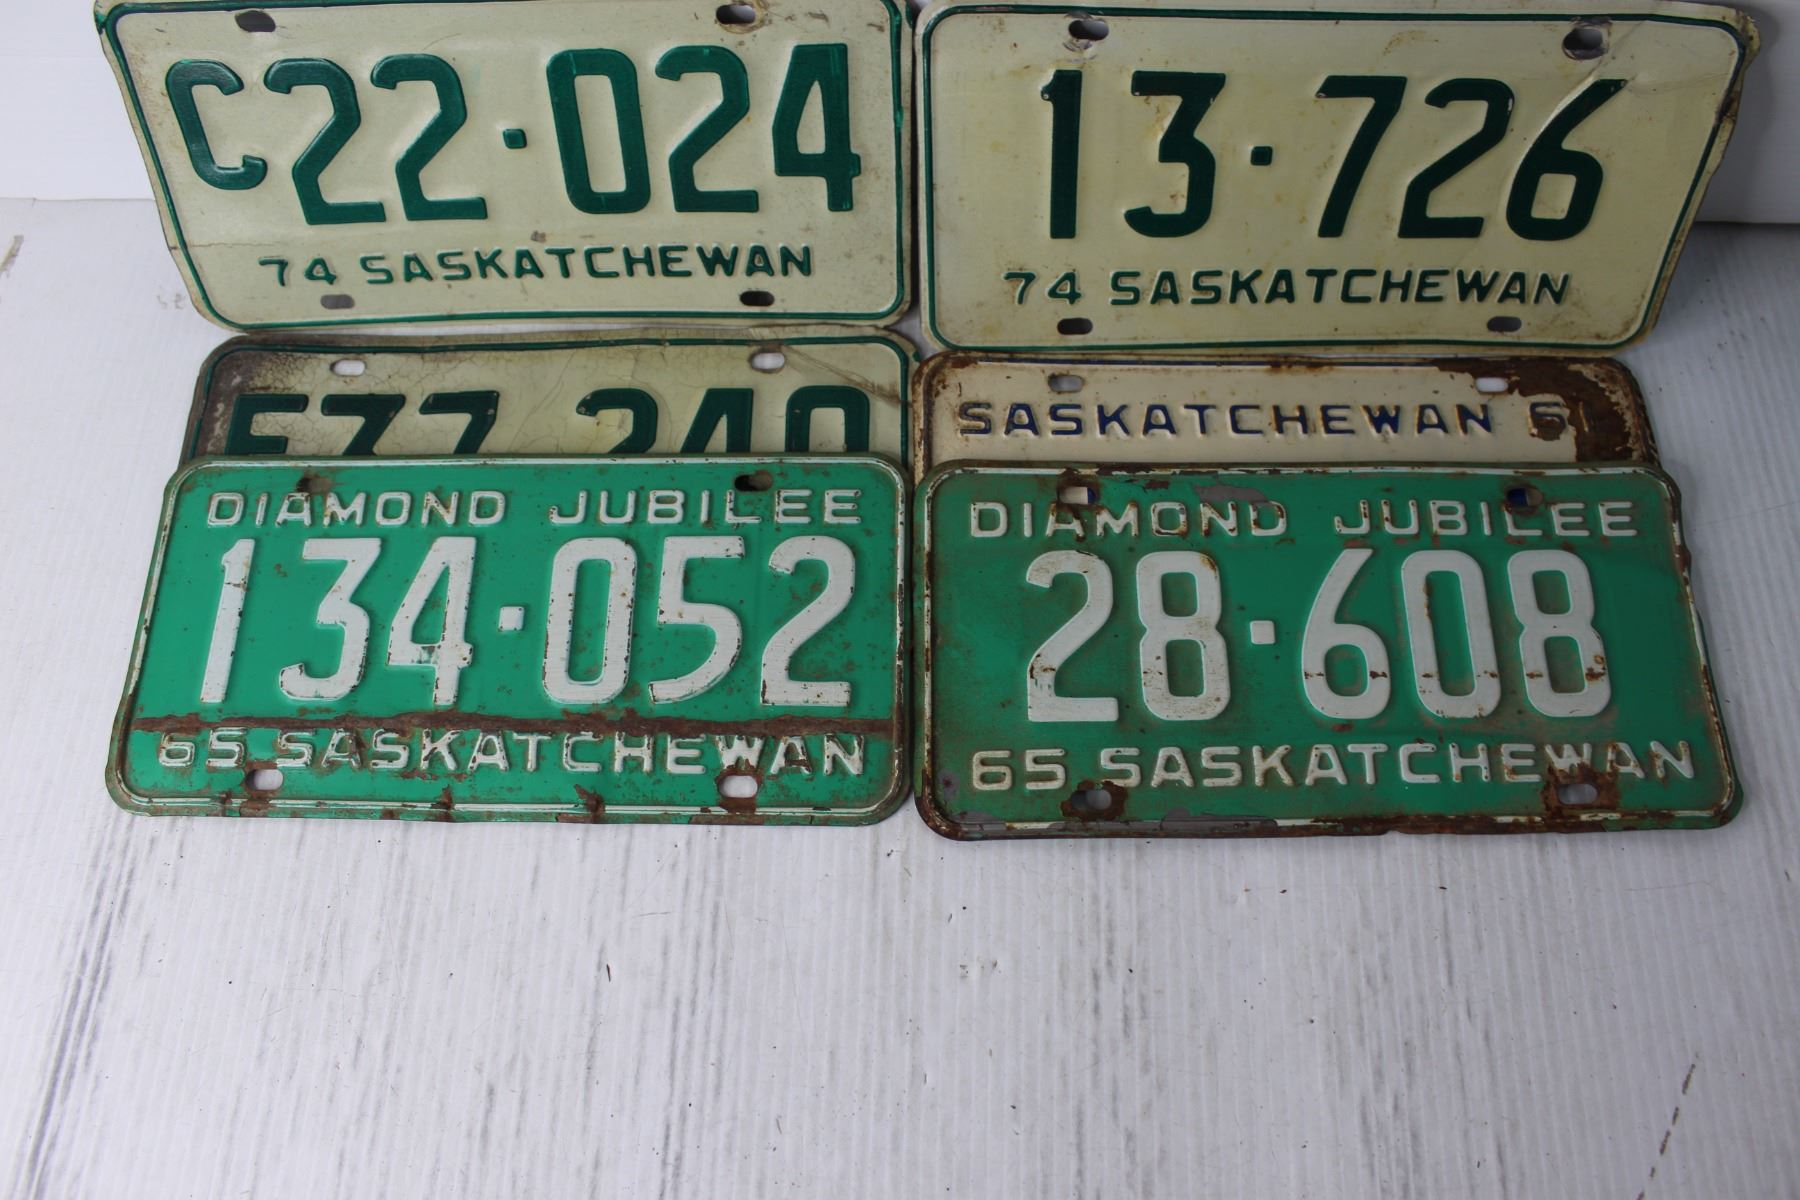 C22·024
74 SASKATCHEWAN
13·726
74 SASKATCHEWAN
SASKATCHEWAN 61
DIAMOND JUBILEE
134·052
65 SASKATCHEWAN
DIAMOND JUBILEE
28·608
65 SASKATCHEWAN